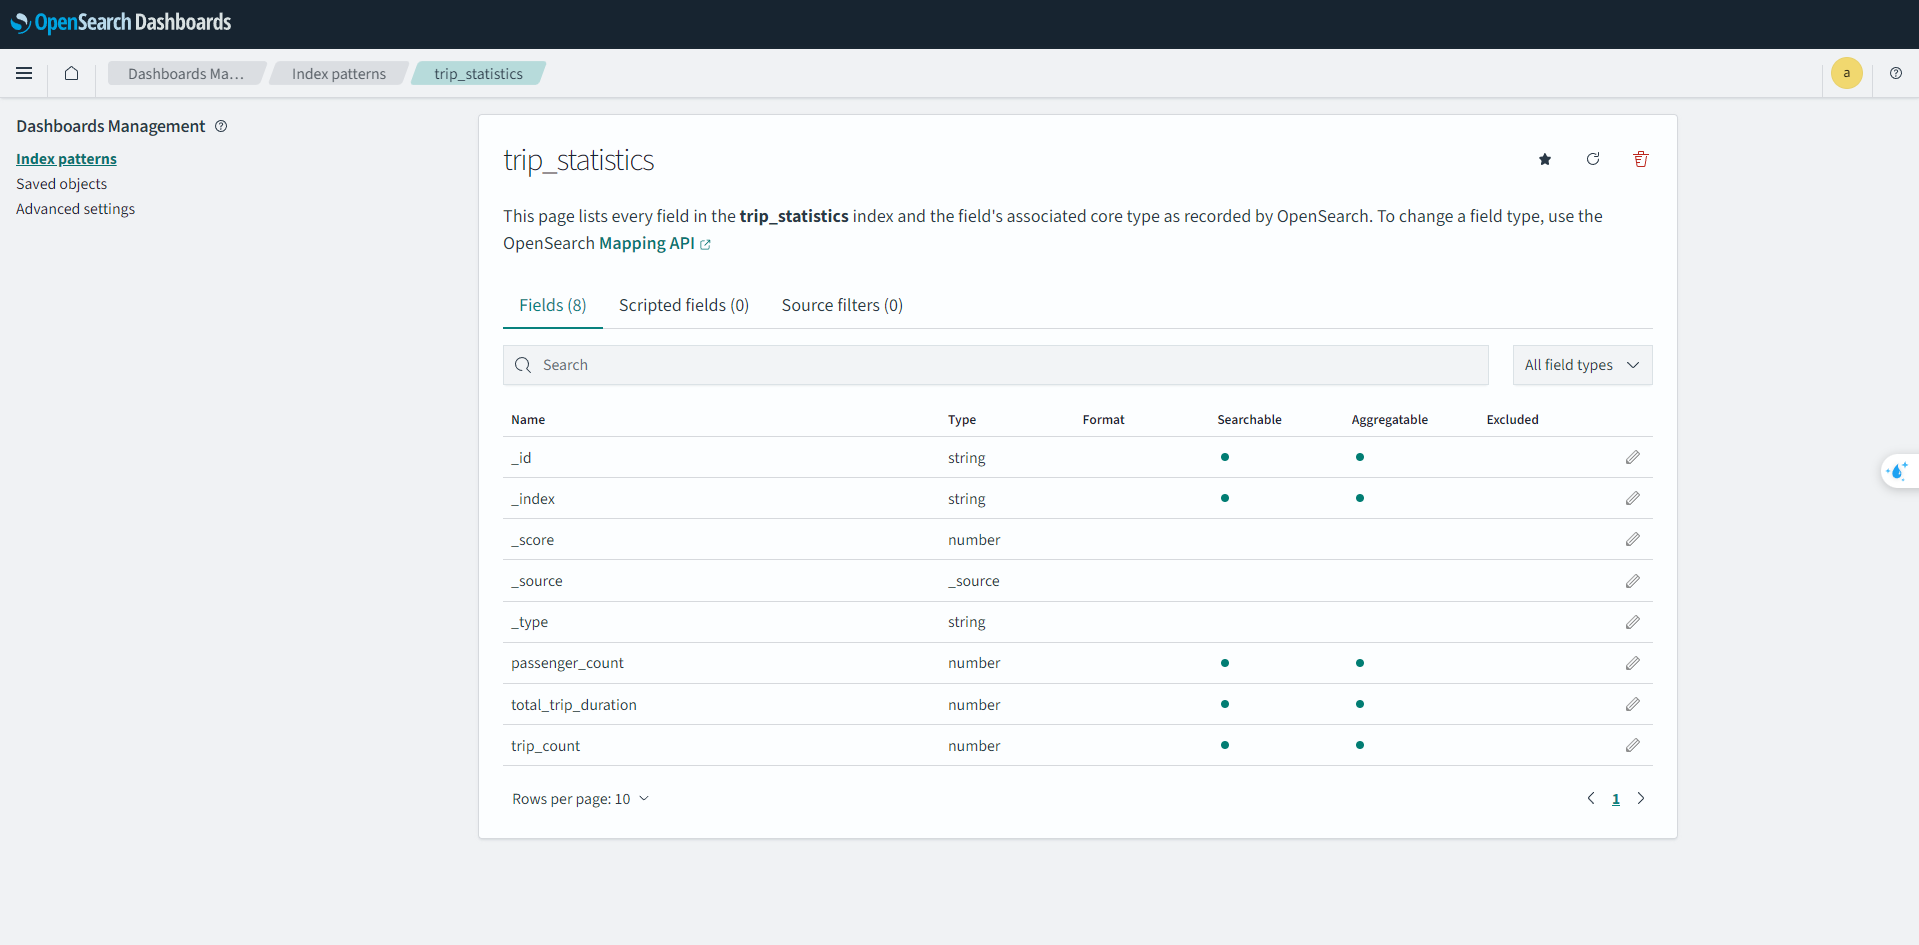 OpenSearch Dashboards
Dashboards Ma...
Index patterns
trip_statistics
a
Dashboards Management
Index patterns
Saved objects
Advanced settings
trip_statistics
This page lists every field in the trip_statistics index and the field's associated core type as recorded by OpenSearch. To change a field type, use the
OpenSearch Mapping API
Fields (8) Scripted fields (0) Source filters (0)
Search
All field types
Name Type Format Searchable Aggregatable Excluded
_id string
_index string
_score number
_source _source
_type string
passenger_count number
total_trip_duration number
trip_count number
Rows per page: 10
1